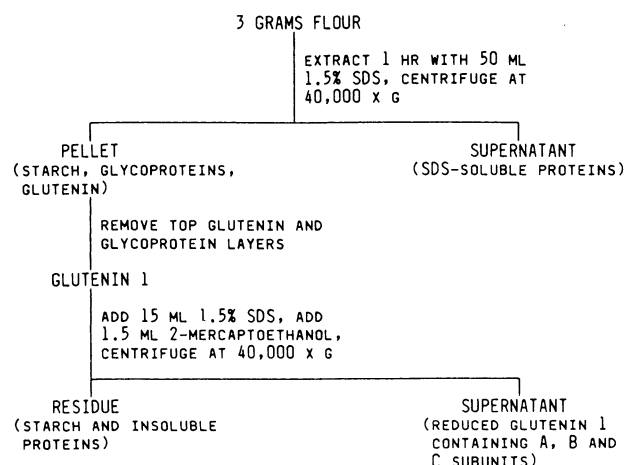 3 GRAMS FLOUR
EXTRACT 1 HR WITH 50 ML
1.5% SDS, CENTRIFUGE AT
40,000 X G
PELLET
(STARCH, GLYCOPROTEINS,
GLUTENIN)
SUPERNATANT
(SDS-SOLUBLE PROTEINS)
REMOVE TOP GLUTENIN AND
GLYCOPROTEIN LAYERS
GLUTENIN 1
ADD 15 ML 1.5% SDS, ADD
1.5 ML 2-MERCAPTOETHANOL,
CENTRIFUGE AT 40,000 X G
RESIDUE
(STARCH AND INSOLUBLE
PROTEINS)
SUPERNATANT
(REDUCED GLUTENIN 1
CONTAINING A, B AND
C SUBUNITS)